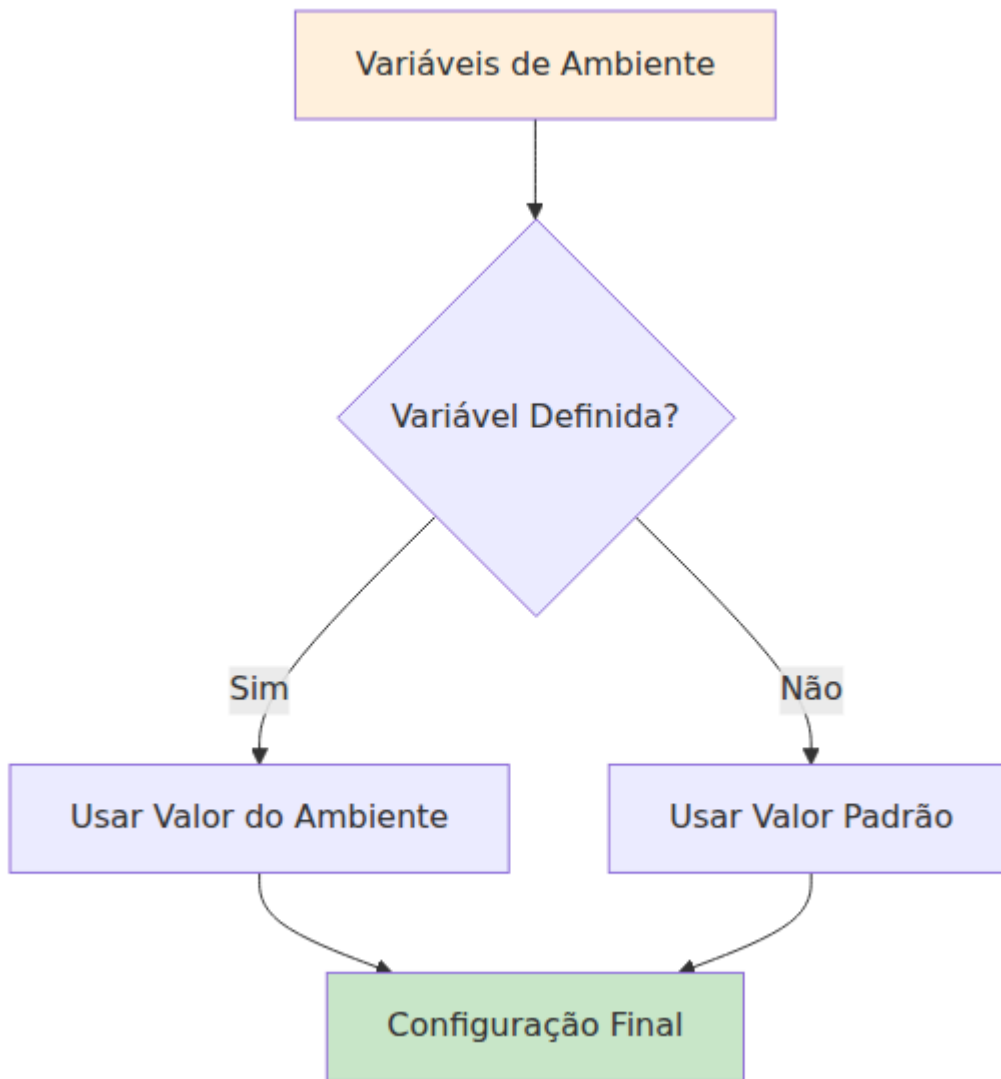 Variáveis de Ambiente
Variável Definida?
Sim
Não
Usar Valor do Ambiente
Usar Valor Padrão
Configuração Final